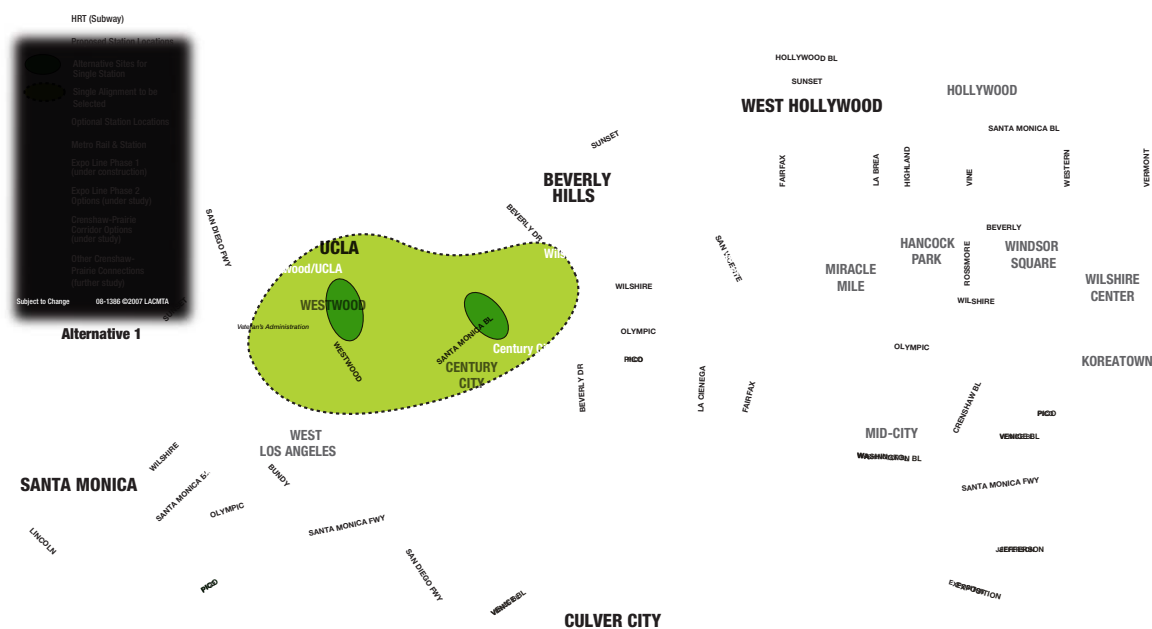 HRT (Subway)
Proposed Station Locations
Alternative Sites for
Single Station
Single Alignment to be
Selected
Optional Station Locations
Metro Rail & Station
Expo Line Phase 1
(under construction)
Expo Line Phase 2
Options (under study)
Crenshaw-Prairie
Corridor Options
(under study)
Other Crenshaw-
Prairie Connections
(further study)
Subject to Change
08-1386 ©2007 LACMTA
Alternative 1
HOLLYWOOD BL
SUNSET
WEST HOLLYWOOD
HOLLYWOOD
SANTA MONICA BL
SUNSET
FAIRFAX
LA BREA
HIGHLAND
VINE
WESTERN
VERMONT
BEVERLY
HILLS
BEVERLY DR
SAN DIEGO FWY
UCLA
WESTWOOD
Veteran's Administration
WESTWOOD
SANTA MONICA BL
CENTURY
CITY
SAN VICENTE
WILSHIRE
OLYMPIC
PICO
BEVERLY DR
LA CIENEGA
FAIRFAX
MIRACLE
MILE
HANCOCK
PARK
ROSSMORE
BEVERLY
WINDSOR
SQUARE
WILSHIRE
WILSHIRE
CENTER
OLYMPIC
KOREATOWN
CRENSHAW BL
PICO
MID-CITY
VENICE BL
WASHINGTON BL
SANTA MONICA FWY
JEFFERSON
EXPOSITION
WEST
LOS ANGELES
WILSHIRE
BUNDY
SANTA MONICA
SANTA MONICA BL
OLYMPIC
LINCOLN
SANTA MONICA FWY
SAN DIEGO FWY
PICO
VENICE BL
CULVER CITY